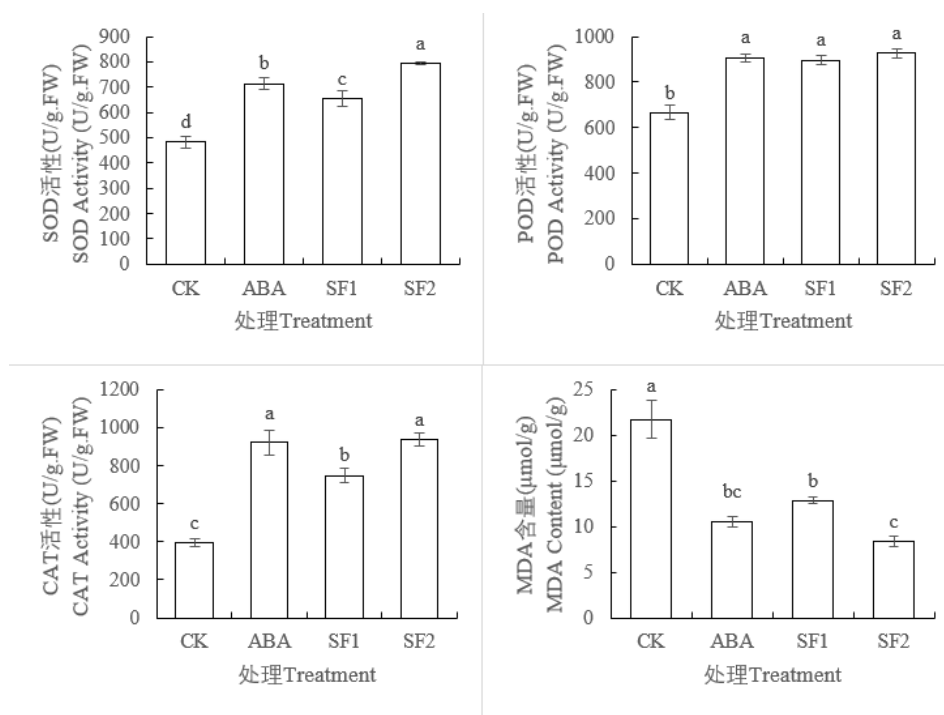 SOD活性(U/g.FW)
SOD Activity (U/g.FW)
900
800
700
600
500
400
300
200
100
0
d
b
c
a
CK ABA SF1 SF2
处理Treatment
POD活性(U/g.FW)
POD Activity (U/g.FW)
1000
800
600
400
200
0
b
a
a
a
CK ABA SF1 SF2
处理Treatment
CAT活性(U/g.FW)
CAT Activity (U/g.FW)
1200
1000
800
600
400
200
0
c
a
b
a
CK ABA SF1 SF2
处理Treatment
MDA含量(μmol/g)
MDA Content (μmol/g)
25
20
15
10
5
0
a
bc
b
c
CK ABA SF1 SF2
处理Treatment